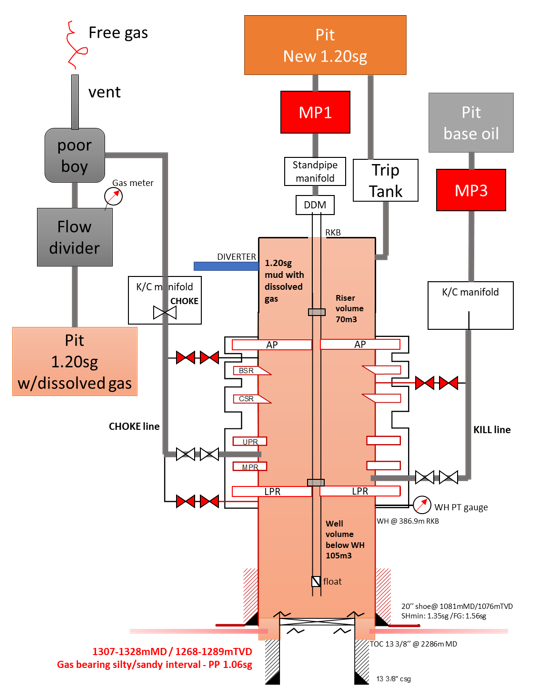 Free gas
vent
poor
boy
Gas meter
Flow
divider
Pit
1.20sg
w/dissolved gas
Pit
New 1.20sg
MP1
Standpipe
manifold
DDM
Trip
Tank
Pit
base oil
MP3
K/C manifold
RKB
DIVERTER
1.20sg
mud with
dissolved
gas
Riser
volume
70m3
K/C manifold
CHOKE
AP
AP
BSR
CSR
UPR
MPR
LPR
LPR
CHOKE line
KILL line
WH PT gauge
WH @ 386.9m RKB
Well
volume
below WH
105m3
float
20” shoe@ 1081mMD/1076mTVD
SHmin: 1.35sg /FG: 1.56sg
TOC 13 3/8” @ 2286m MD
1307-1328mMD / 1268-1289mTVD
Gas bearing silty/sandy interval - PP 1.06sg
13 3.8” csg